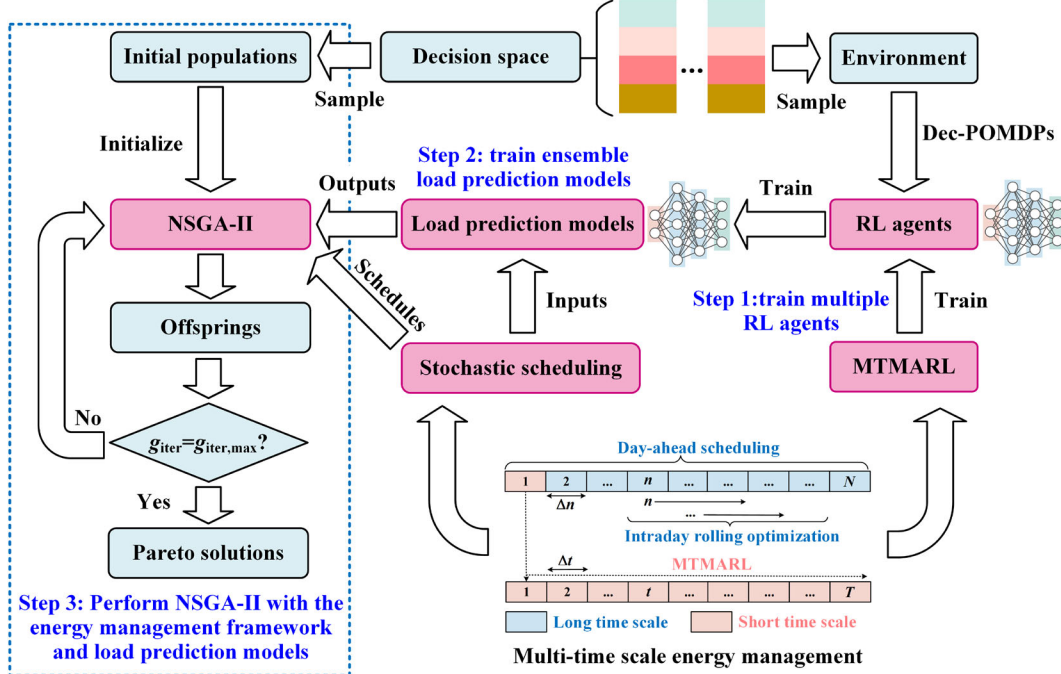 Initial populations
Decision space
...
Environment
Sample
Sample
Initialize
Dec-POMDPs
Step 2: train ensemble
load prediction models
Outputs
Train
NSGA-II
Load prediction models
RL agents
Schedules
Inputs
Step 1:train multiple
RL agents
Train
Offsprings
Stochastic scheduling
MTMARL
No
g_iter=g_iter,max?
Yes
Pareto solutions
Day-ahead scheduling
1 2 ... n ... ... ... ... N
Δn n
...
Intraday rolling optimization
Δt MTMARL
1 2 ... t ... ... ... ... T
Long time scale Short time scale
Multi-time scale energy management
Step 3: Perform NSGA-II with the
energy management framework
and load prediction models